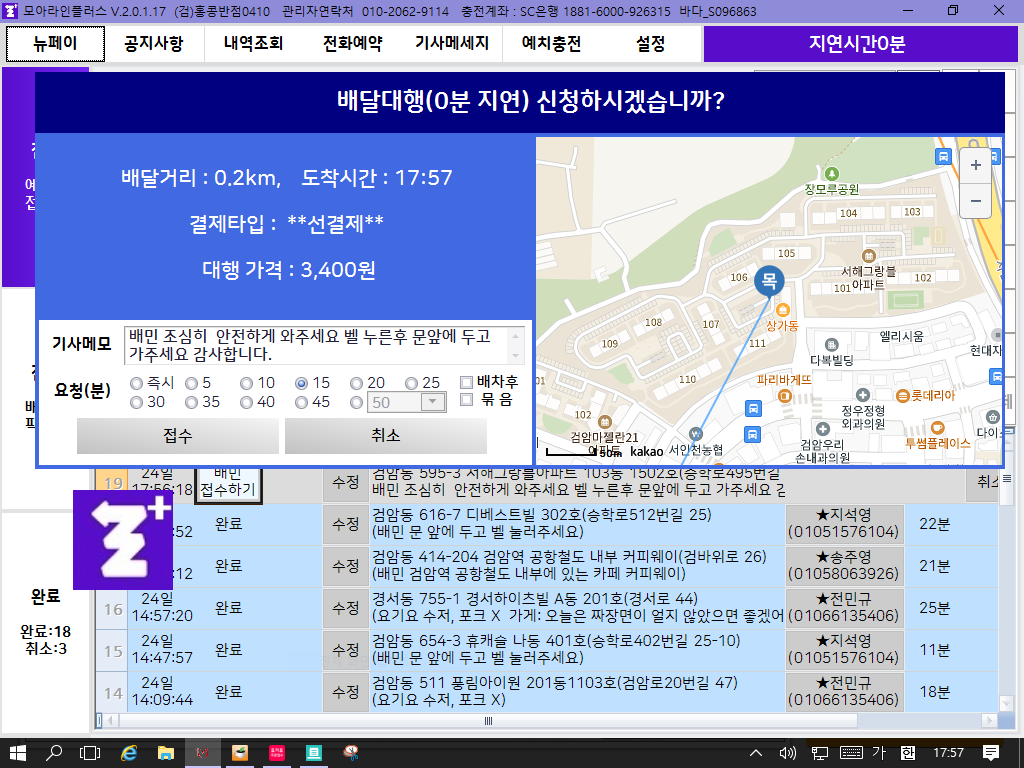 모아라인플러스 V.2.0.1.17 (검)홍콩반점0410 관리자연락처 010-2062-9114 충전계좌 : SC은행 1881-6000-926315 바다_S096863
뉴페이 공지사항 내역조회 전화예약 기사메세지 예치충전 설정 지연시간0분
배달대행(0분 지연) 신청하시겠습니까?
배달거리 : 0.2km, 도착시간 : 17:57
결제타입 : **선결제**
대행 가격 : 3,400원
기사메모
배민 조심히 안전하게 와주세요 벨 누른후 문앞에 두고
가주세요 감사합니다.
요청(분)
즉시 5 10 15 20 25 배차후
30 35 40 45 50 묶 음
접수 취소
장모루공원
104 103
105
서해그랑블
아파트
106 목 101 102
상가동
108 107
109 111
엘리시움
다복빌딩
현대자
110
파리바게뜨
롯데리아
01
102
정우정형
외과의원
다이소
검암마젤란21
아파트
서인천농협
검암우리
손내과의원
투썸플레이스
50m kakao
19 24일
17:56:18 배민
접수하기 수정 검암동 595-3 서해그랑블아파트 103동 1502호(승학로495번길
배민 조심히 안전하게 와주세요 벨 누른후 문앞에 두고 가주세요 감 취소
:52 완료 수정 검암동 616-7 디베스트빌 302호(승학로512번길 25)
(배민 문 앞에 두고 벨 눌러주세요) ★지석영
(01051576104) 22분
:12 완료 수정 검암동 414-204 검암역 공항철도 내부 커피웨이(검바위로 26)
(배민 검암역 공항철도 내부에 있는 카페 커피웨이) ★송주영
(01058063926) 21분
16 24일
14:57:20 완료 수정 경서동 755-1 경서하이츠빌 A동 201호(경서로 44)
(요기요 수저, 포크 X 가게: 오늘은 짜장면이 얼지 않았으면 좋겠어 ★전민규
(01066135406) 25분
15 24일
14:47:57 완료 수정 검암동 654-3 휴캐슬 나동 401호(승학로402번길 25-10)
(배민 문 앞에 두고 벨 눌러주세요) ★지석영
(01051576104) 11분
14 24일
14:09:44 완료 수정 검암동 511 풍림아이원 201동1103호(검암로20번길 47)
(요기요 수저, 포크 X) ★전민규
(01066135406) 18분
완료
완료:18
취소:3
가 한 17:57